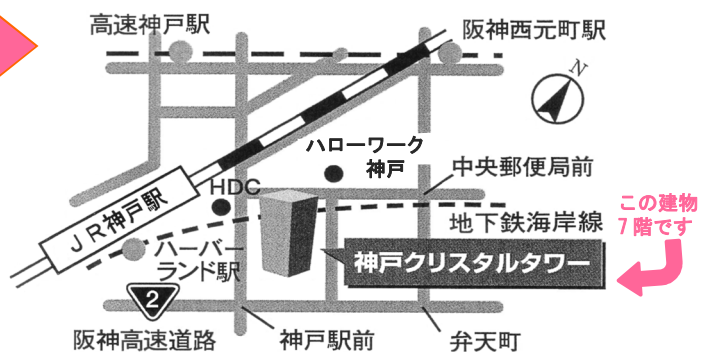 高速神戸駅
阪神西元町駅
N
ハローワーク
神戸
中央郵便局前
HDC
JR神戸駅
この建物
7階です
地下鉄海岸線
ハーバー
ランド駅
神戸クリスタルタワー
2
阪神高速道路
神戸駅前
弁天町